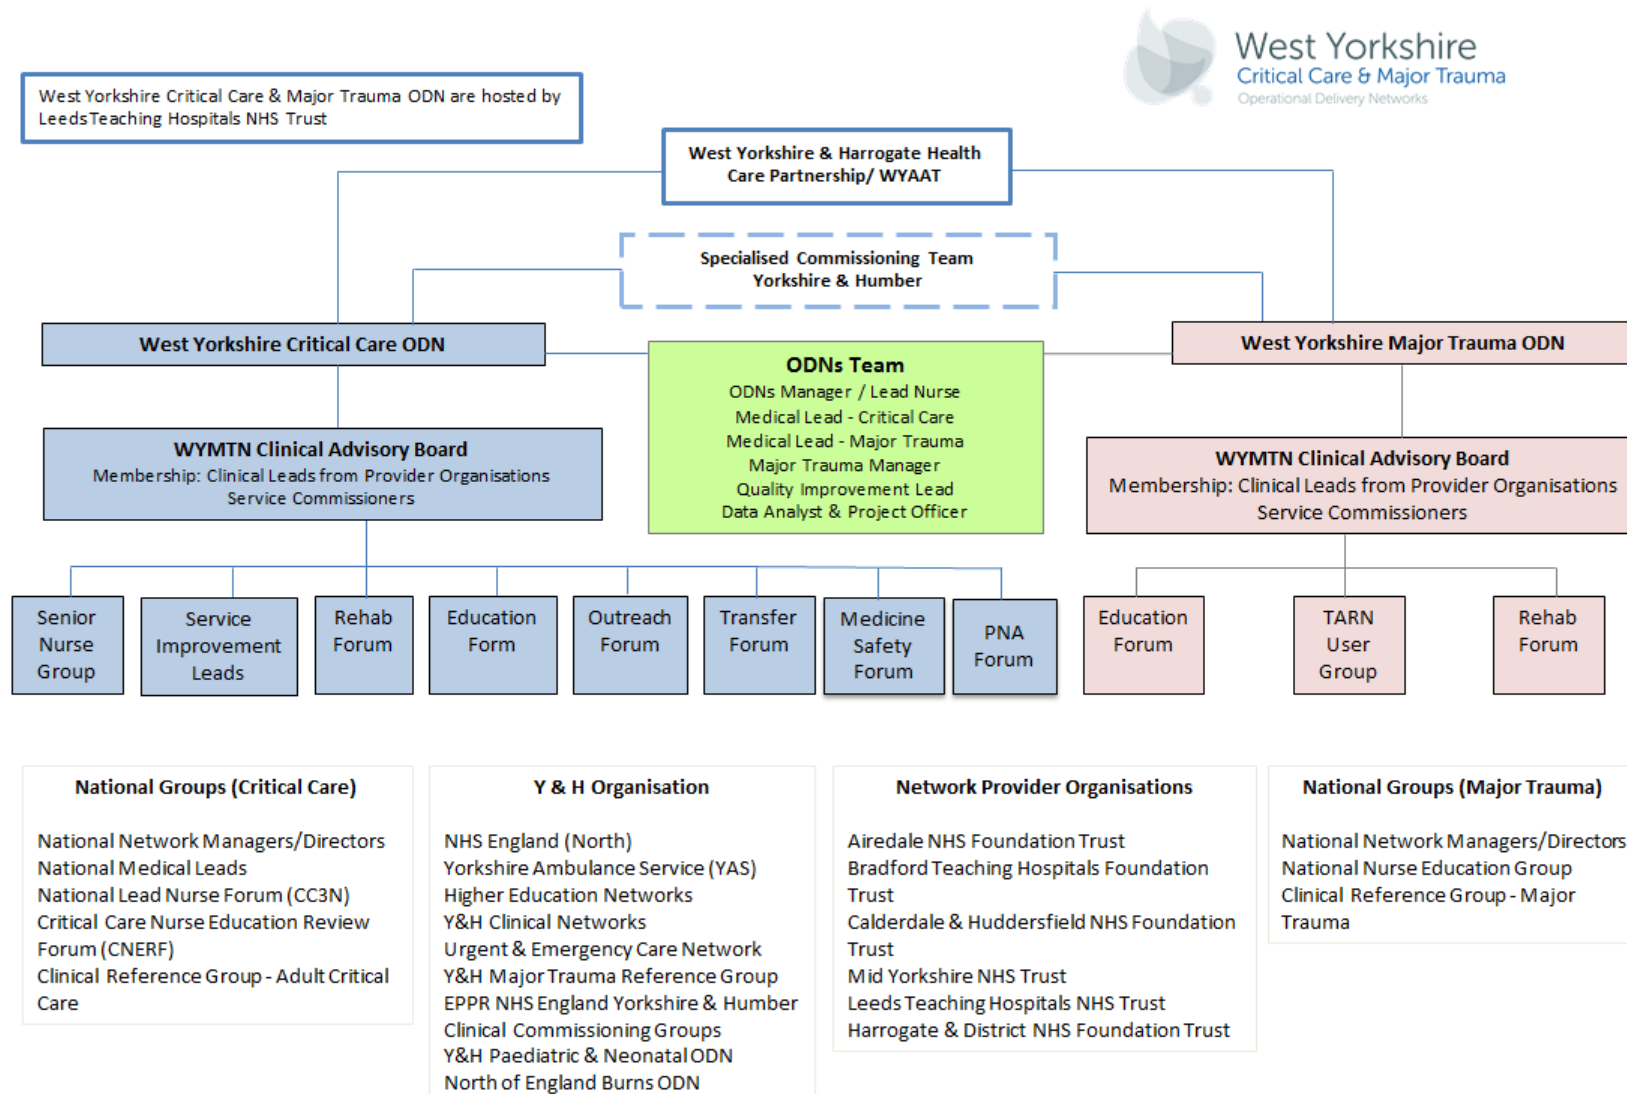 West Yorkshire
Critical Care & Major Trauma
Operational Delivery Networks
West Yorkshire Critical Care & Major Trauma ODN are hosted by
Leeds Teaching Hospitals NHS Trust
West Yorkshire & Harrogate Health
Care Partnership/ WYAAT
Specialised Commissioning Team
Yorkshire & Humber
West Yorkshire Critical Care ODN
West Yorkshire Major Trauma ODN
ODNs Team
ODNs Manager / Lead Nurse
Medical Lead - Critical Care
Medical Lead - Major Trauma
Major Trauma Manager
Quality Improvement Lead
Data Analyst & Project Officer
WYMTN Clinical Advisory Board
Membership: Clinical Leads from Provider Organisations
Service Commissioners
WYMTN Clinical Advisory Board
Membership: Clinical Leads from Provider Organisations
Service Commissioners
Senior
Nurse
Group
Service
Improvement
Leads
Rehab
Forum
Education
Form
Outreach
Forum
Transfer
Forum
Medicine
Safety
Forum
PNA
Forum
Education
Forum
TARN
User
Group
Rehab
Forum
National Groups (Critical Care)
National Network Managers/Directors
National Medical Leads
National Lead Nurse Forum (CC3N)
Critical Care Nurse Education Review
Forum (CNERF)
Clinical Reference Group - Adult Critical
Care
Y & H Organisation
NHS England (North)
Yorkshire Ambulance Service (YAS)
Higher Education Networks
Y&H Clinical Networks
Urgent & Emergency Care Network
Y&H Major Trauma Reference Group
EPPR NHS England Yorkshire & Humber
Clinical Commissioning Groups
Y&H Paediatric & Neonatal ODN
North of England Burns ODN
Network Provider Organisations
Airedale NHS Foundation Trust
Bradford Teaching Hospitals Foundation
Trust
Calderdale & Huddersfield NHS Foundation
Trust
Mid Yorkshire NHS Trust
Leeds Teaching Hospitals NHS Trust
Harrogate & District NHS Foundation Trust
National Groups (Major Trauma)
National Network Managers/Directors
National Nurse Education Group
Clinical Reference Group - Major
Trauma